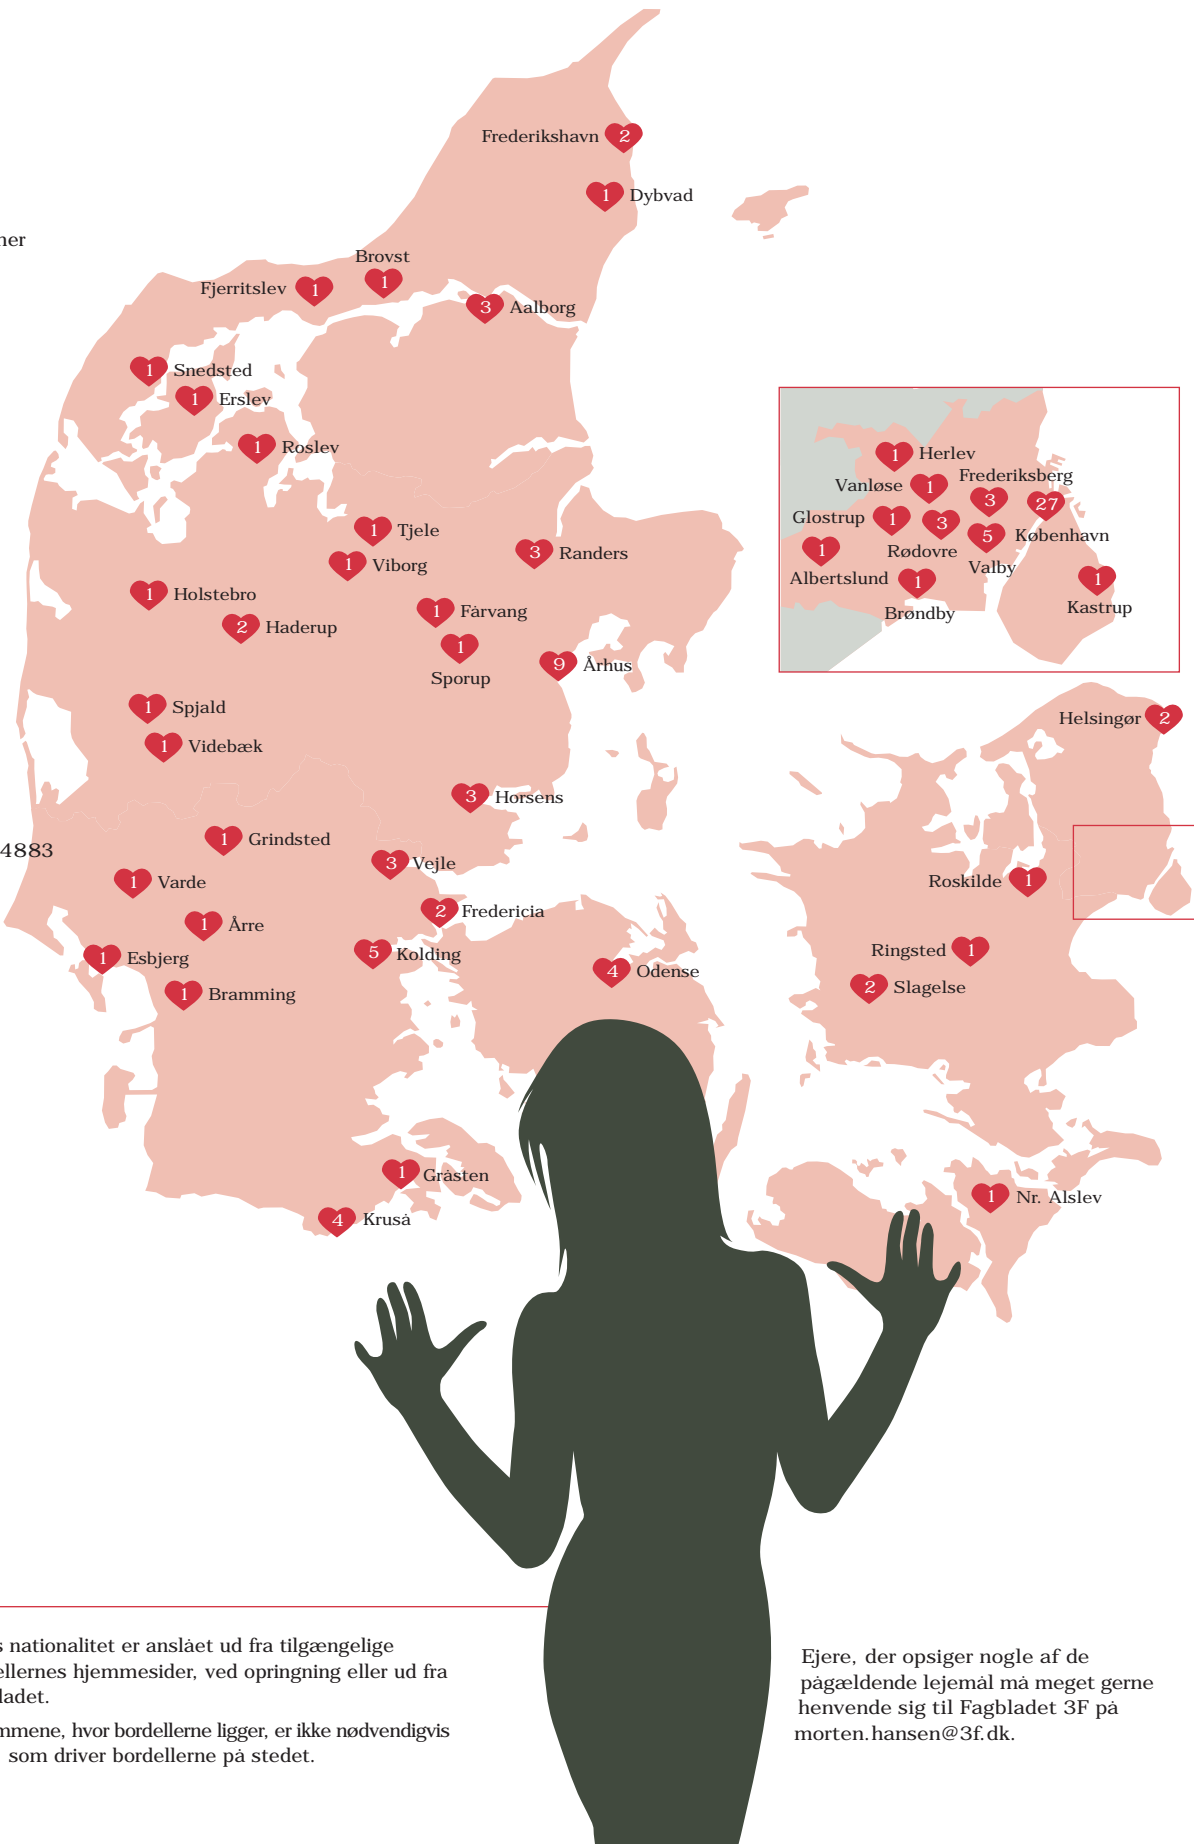 Frederikshavn 2
1 Dybvad
ner
Brovst
1
Fjerritslev 1
3 Aalborg
1 Snedsted
1 Erslev
1 Roslev
1 Tjele
1 Viborg
3 Randers
1 Holstebro
2 Haderup
1 Fårvang
1
Sporup
9 Århus
1 Spjald
1 Videbæk
3 Horsens
4883
1 Grindsted
3 Vejle
1 Varde
2 Fredericia
1 Årre
5 Kolding
1 Esbjerg
1 Bramming
4 Odense
1 Gråsten
4 Kruså
1 Herlev
Vanløse 1
Frederiksberg
3
27
København
Glostrup 1
3
Rødovre
5
Valby
1
Albertslund
1
Brøndby
1
Kastrup
Helsingør 2
Roskilde 1
Ringsted 1
2 Slagelse
1 Nr. Alslev
s nationalitet er anslået ud fra tilgængelige
ellernes hjemmesider, ved opringning eller ud fra
ladet.
mmene, hvor bordellerne ligger, er ikke nødvendigvis
som driver bordellerne på stedet.
Ejere, der opsiger nogle af de
pågældende lejemål må meget gerne
henvende sig til Fagbladet 3F på
morten.hansen@3f.dk.